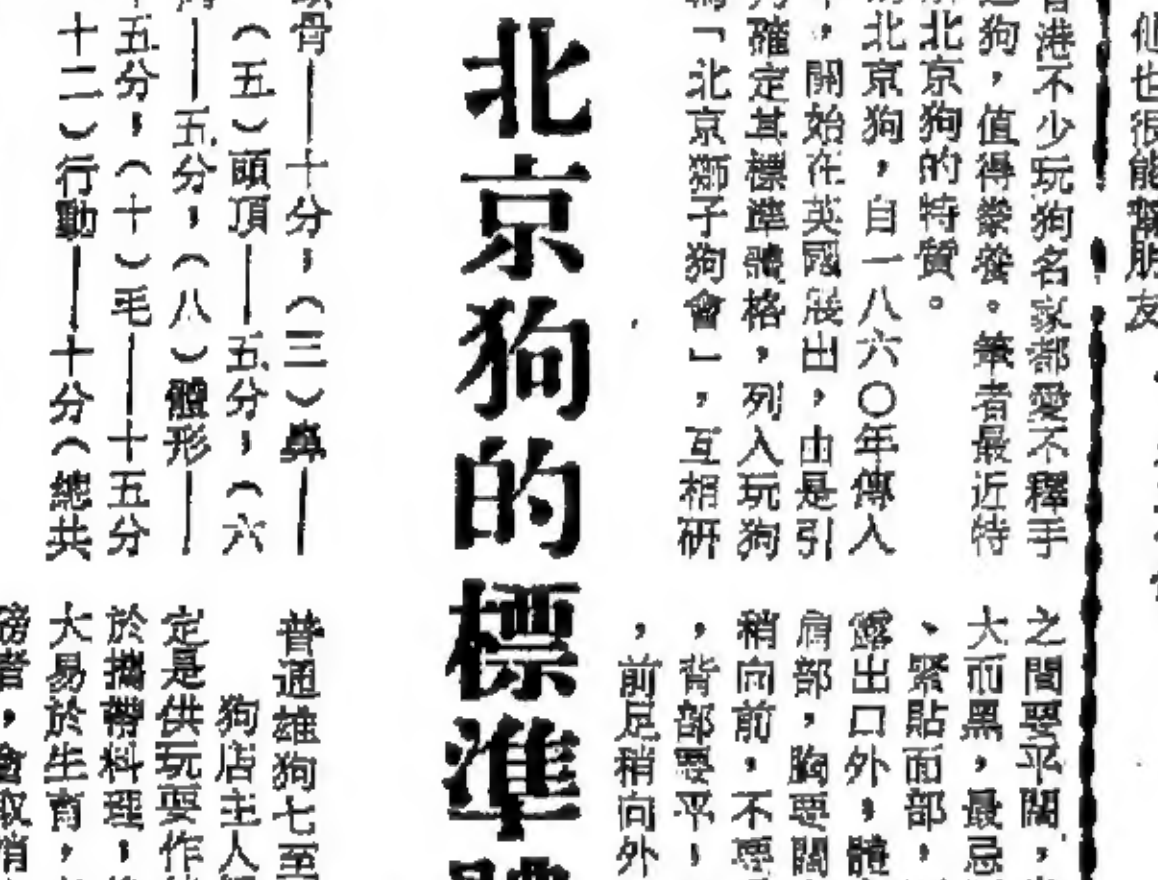 他也很能幫朋友
香港不少玩狗名家都愛不釋手
狗，值得豢養。筆者最近特
北京狗的特質。
北京狗，自一八六〇年傳入
，開始在英國展出，由是引
確定其標準體格，列入玩狗
「北京獅子狗會」，互相研
之間要平闊，
大而黑，最忌
、緊貼面部，
露出口外，體
肩部，胸要闊
稍向前，不要
，背部要平，
，前足稍向外
北京狗的標準體
骨——十分，（三）鼻——
（五）頭頂——五分，（六
——五分，（八）體形——
五分，（十）毛——十五分
十二）行動——十分（總共
普通雄狗七至
狗店主人
定是供玩耍作
於攜帶料理，
大易於生育，
磅者，會取消